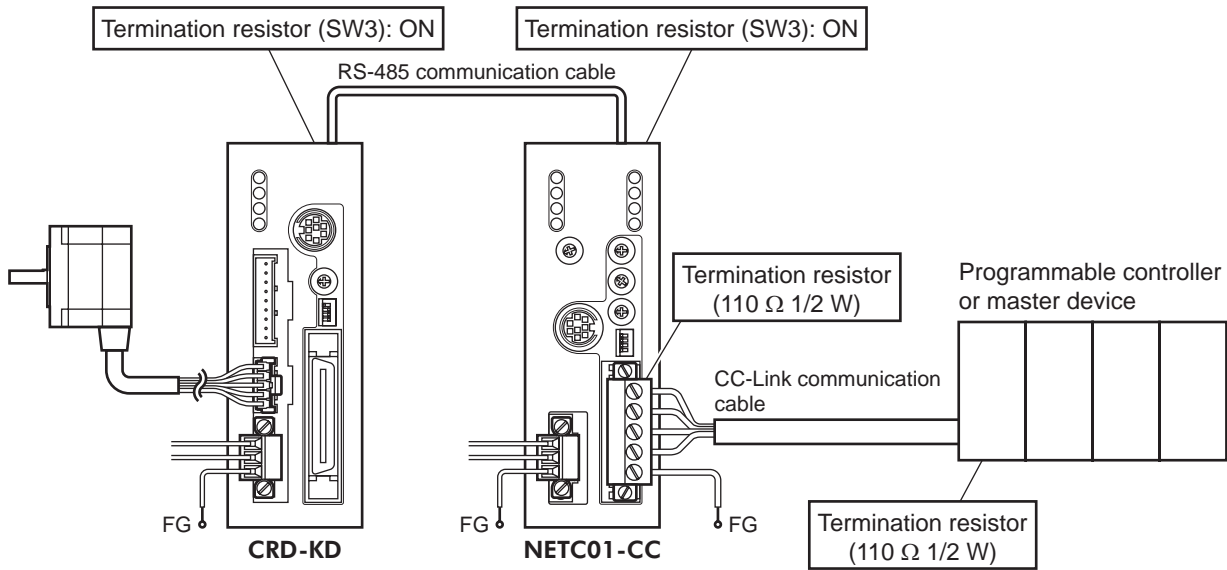 Termination resistor (SW3): ON
Termination resistor (SW3): ON
RS-485 communication cable
Termination resistor
(110 Ω 1/2 W)
Programmable controller
or master device
CC-Link communication
cable
FG
FG
FG
Termination resistor
(110 Ω 1/2 W)
CRD-KD
NETC01-CC